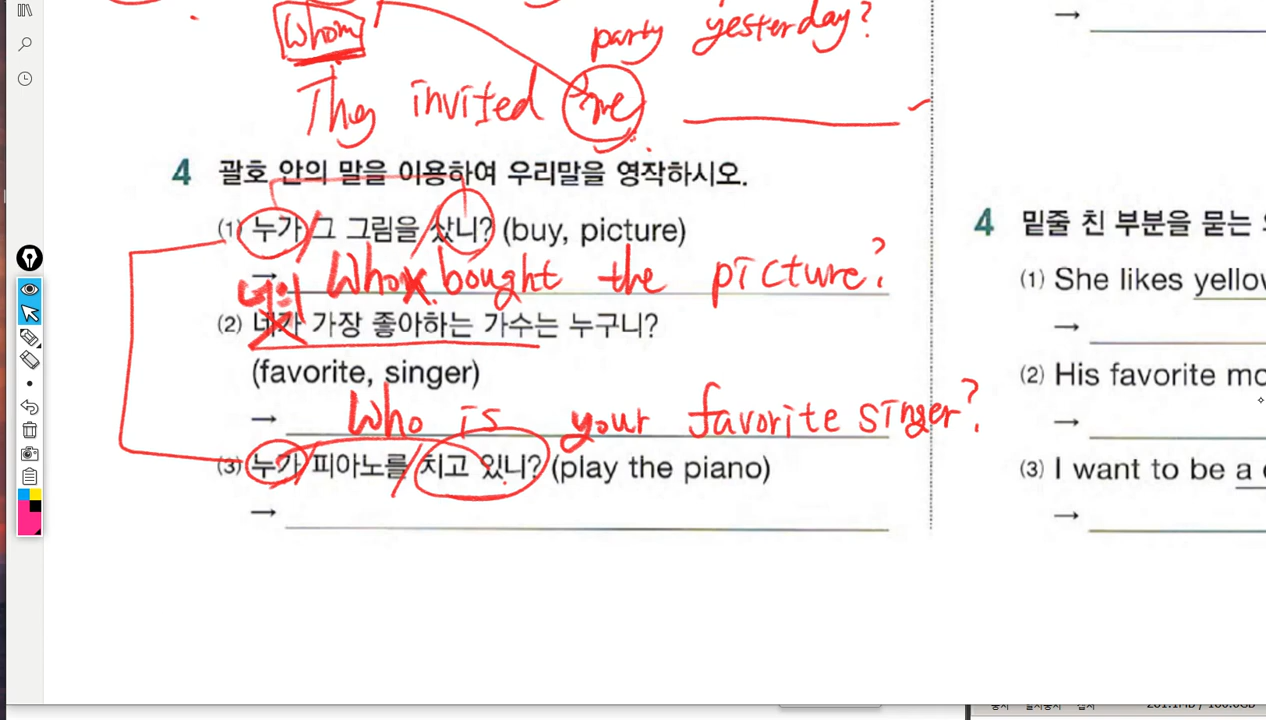 Whom
party yesterday?
They invited me
4 괄호 안의 말을 이용하여 우리말을 영작하시오.
(1) 누가 / 그 그림을 / 샀니? (buy, picture)
→ Who bought the picture?
너의
(2) 네가 가장 좋아하는 가수는 누구니?
(favorite, singer)
→ Who is your favorite singer?
(3) 누가 / 피아노를 / 치고 있니? (play the piano)
→
→
4 밑줄 친 부분을 묻는
(1) She likes yellow
→
(2) His favorite mo
→
(3) I want to be a
→